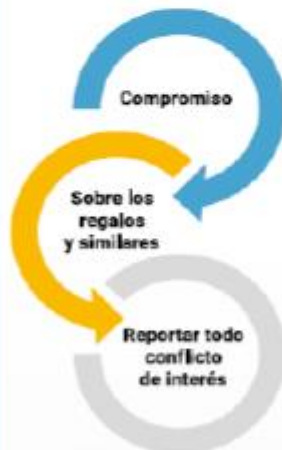 Compromiso
Sobre los
regalos
y similares
Reportar todo
conflicto
de interés